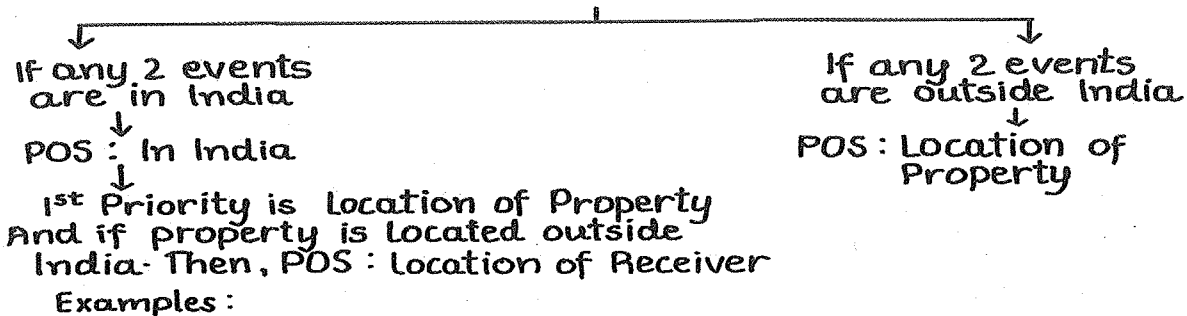 If any 2 events
are in India
POS : In India
1st Priority is Location of Property
And if property is located outside
India- Then, POS : Location of Receiver
Examples :
If any 2 events
are outside India
POS : Location of
Property